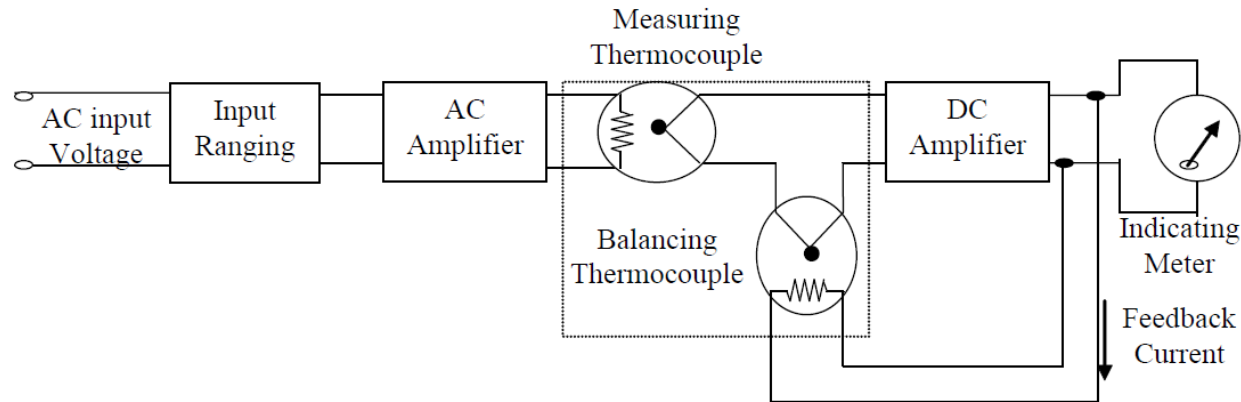 Measuring
Thermocouple
AC input
Voltage
Input
Ranging
AC
Amplifier
DC
Amplifier
Balancing
Thermocouple
Indicating
Meter
Feedback
Current